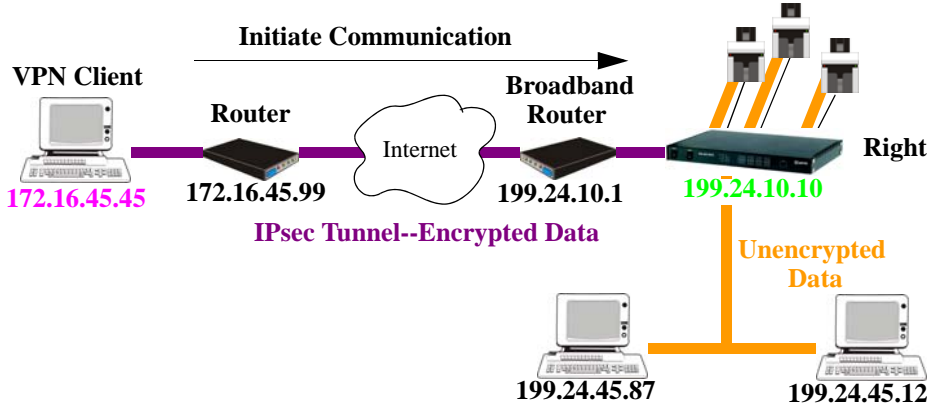 Initiate Communication
VPN Client
Router
Broadband
Router
Internet
Right
172.16.45.45
172.16.45.99
199.24.10.1
199.24.10.10
IPsec Tunnel--Encrypted Data
Unencrypted
Data
199.24.45.87
199.24.45.12